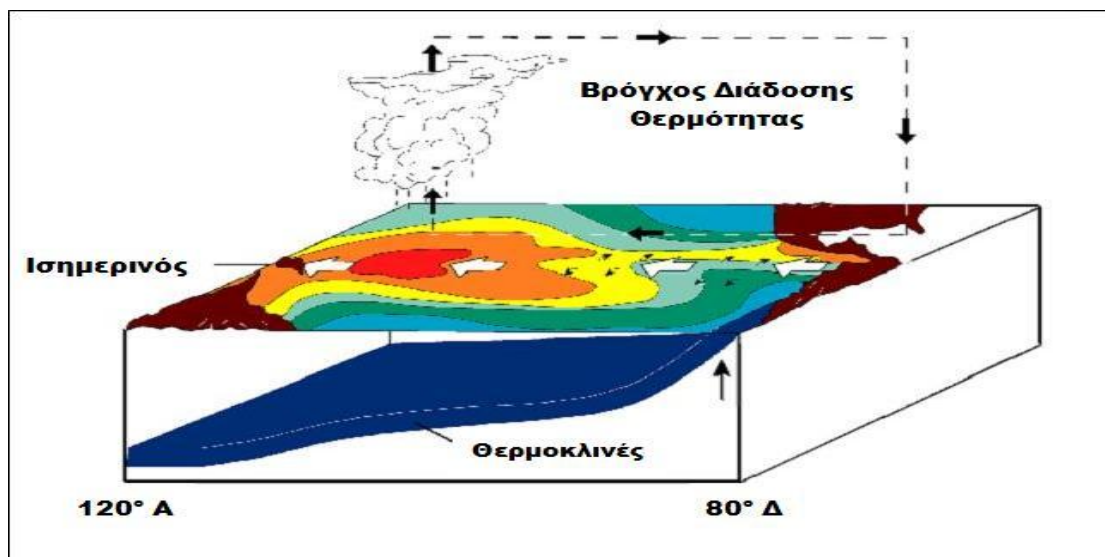 Βρόγχος Διάδοσης
Θερμότητας
Ισημερινός
Θερμοκλινές
120° Α
80° Δ